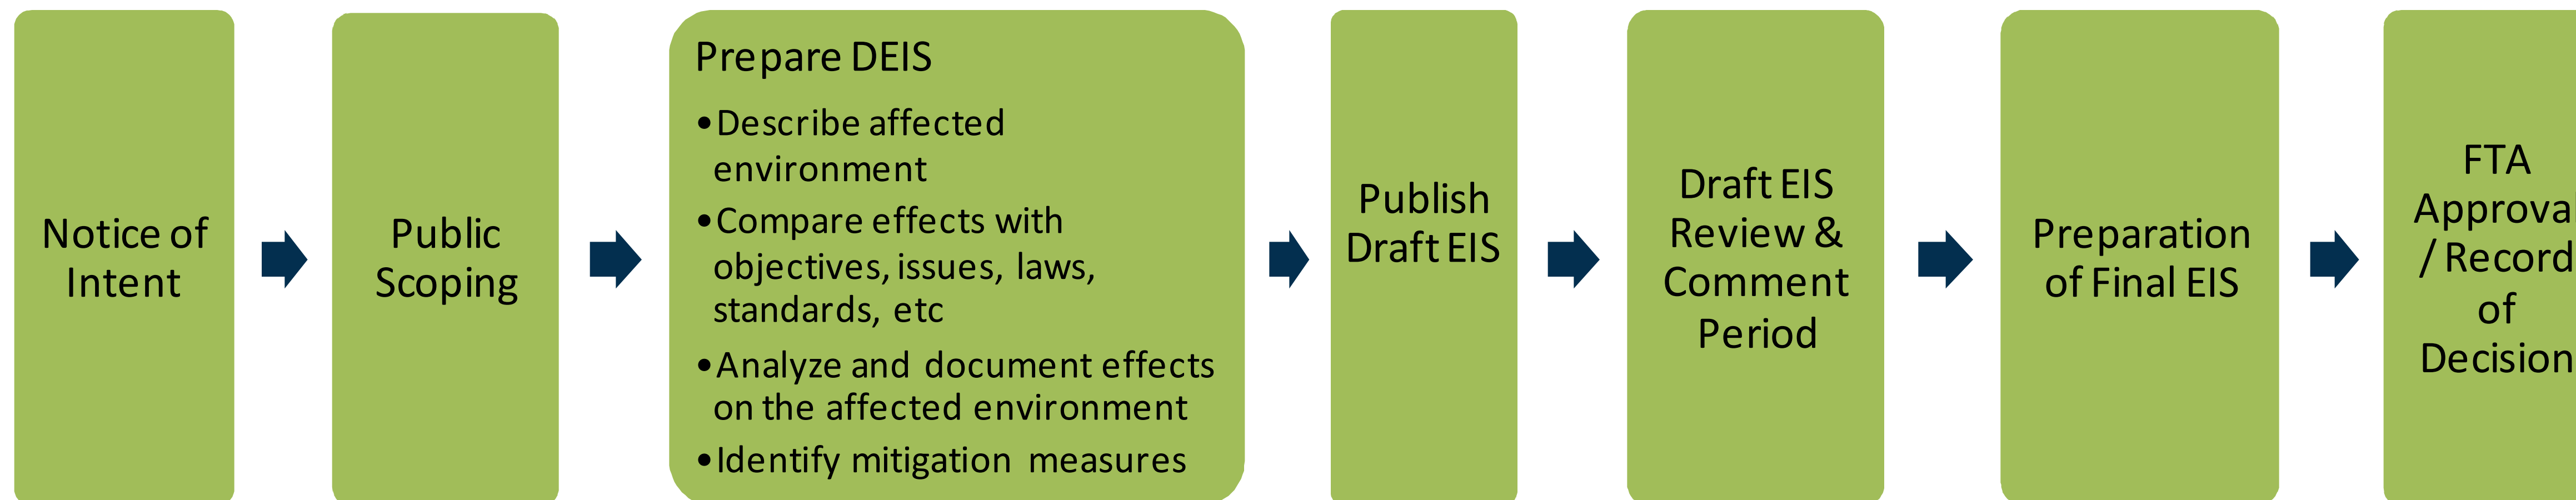 Notice of
Intent
Public
Scoping
Prepare DEIS
•Describe affected
environment
•Compare effects with
objectives, issues, laws,
standards, etc
•Analyze and document effects
on the affected environment
•Identify mitigation measures
Publish
Draft EIS
Draft EIS
Review &
Comment
Period
Preparation
of Final EIS
FTA
Approval
/ Record
of
Decision